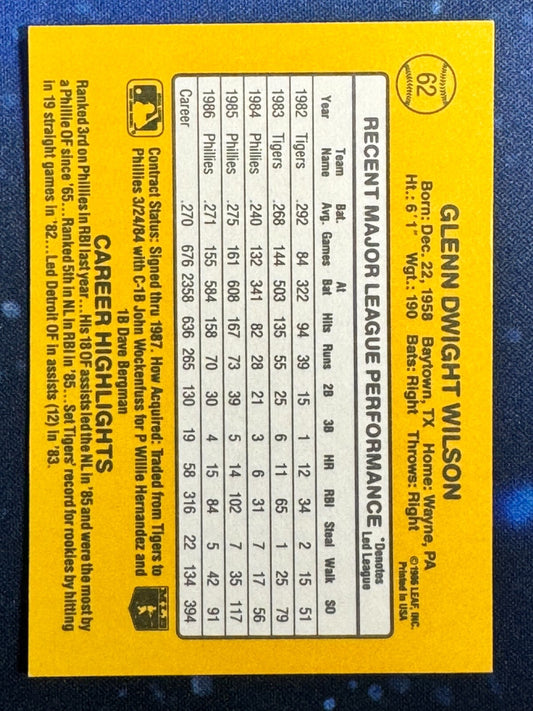 62
GLENN DWIGHT WILSON
Born: Dec. 22, 1958 Baytown, TX Home: Wayne, PA
Ht.: 6'1" Wgt.: 190 Bats: Right Throws: Right
©1986 LEAF, INC.
Printed in USA
RECENT MAJOR LEAGUE PERFORMANCE
*Denotes
Led League
Team Bat. At
Year Name Avg. Games Bat Hits Runs 2B 3B HR RBI Steal Walk SO
1982 Tigers .292 84 322 94 39 15 1 12 34 2 15 51
1983 Tigers .268 144 503 135 55 25 6 11 65 1 25 79
1984 Phillies .240 132 341 82 28 21 3 6 31 7 17 56
1985 Phillies .275 161 608 167 73 39 5 14 102 7 35 117
1986 Phillies .271 155 584 158 70 30 4 15 84 5 42 91
Career .270 676 2358 636 265 130 19 58 316 22 134 394
Contract Status: Signed thru 1987. How Acquired: Traded from Tigers to
Phillies 3/24/84 with C-1B John Wockenfuss for P Willie Hernandez and
1B Dave Bergman
CAREER HIGHLIGHTS
Ranked 3rd on Phillies in RBI last year...His 18 OF assists led the NL in '85 and were the most by
a Phillie OF since '65...Ranked 5th in NL in RBI in '85...Set Tigers' record for rookies by hitting
in 19 straight games in '82...Led Detroit OF in assists (12) in '83.